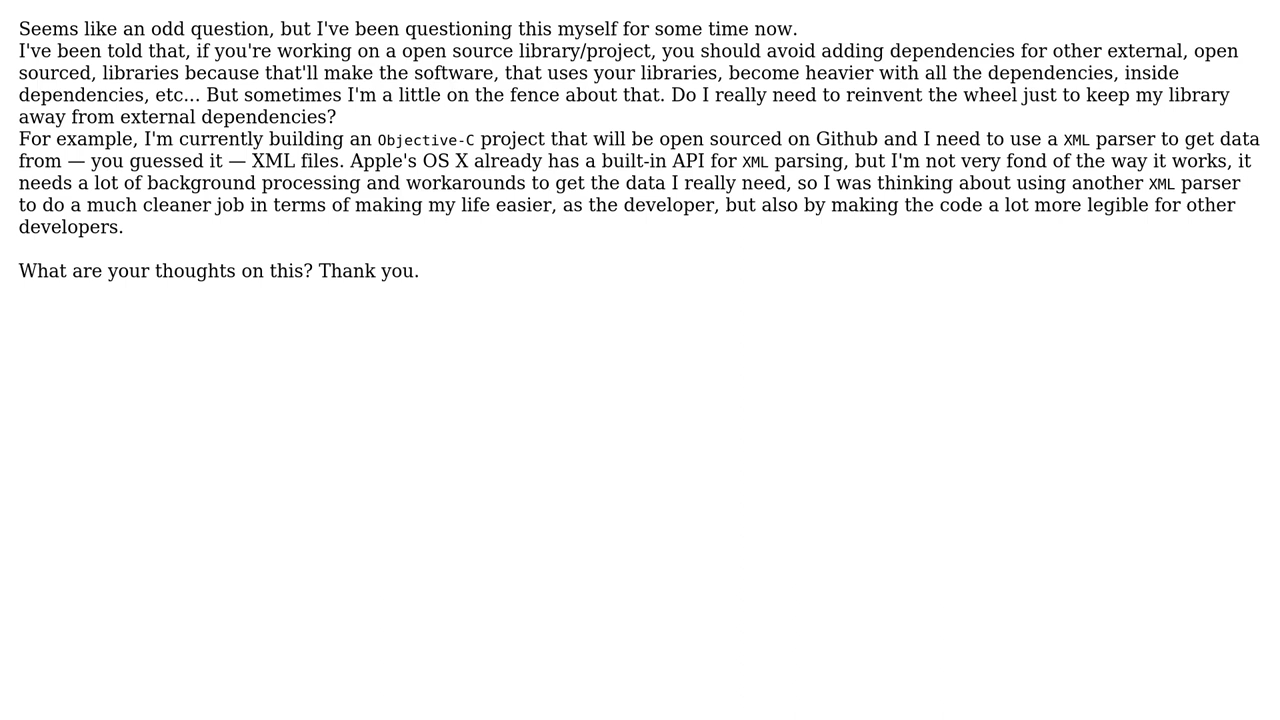 Seems like an odd question, but I've been questioning this myself for some time now.
I've been told that, if you're working on a open source library/project, you should avoid adding dependencies for other external, open
sourced, libraries because that'll make the software, that uses your libraries, become heavier with all the dependencies, inside
dependencies, etc... But sometimes I'm a little on the fence about that. Do I really need to reinvent the wheel just to keep my library
away from external dependencies?
For example, I'm currently building an Objective-C project that will be open sourced on Github and I need to use a XML parser to get data
from — you guessed it — XML files. Apple's OS X already has a built-in API for XML parsing, but I'm not very fond of the way it works, it
needs a lot of background processing and workarounds to get the data I really need, so I was thinking about using another XML parser
to do a much cleaner job in terms of making my life easier, as the developer, but also by making the code a lot more legible for other
developers.
What are your thoughts on this? Thank you.